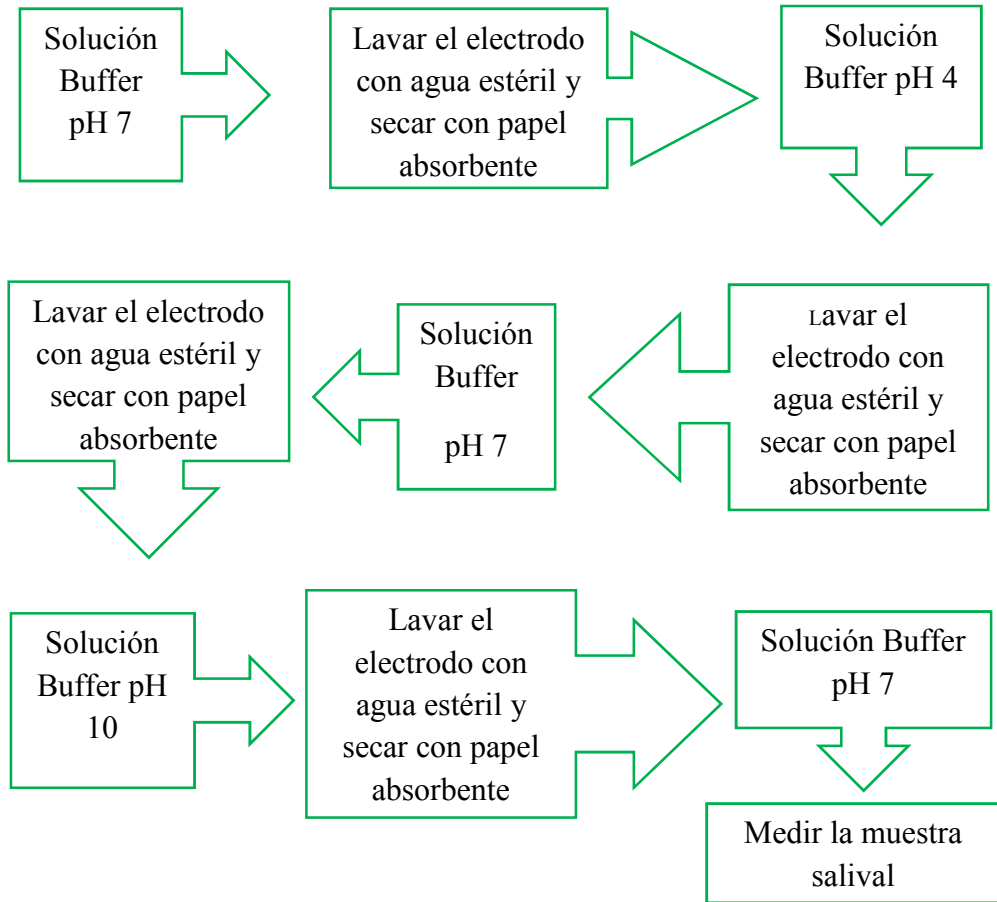 Solución
Buffer
pH 7
Lavar el electrodo
con agua estéril y
secar con papel
absorbente
Solución
Buffer pH 4
Lavar el
electrodo con
agua estéril y
secar con papel
absorbente
Solución
Buffer
pH 7
Lavar el electrodo
con agua estéril y
secar con papel
absorbente
Solución
Buffer pH
10
Lavar el
electrodo con
agua estéril y
secar con papel
absorbente
Solución Buffer
pH 7
Medir la muestra
salival